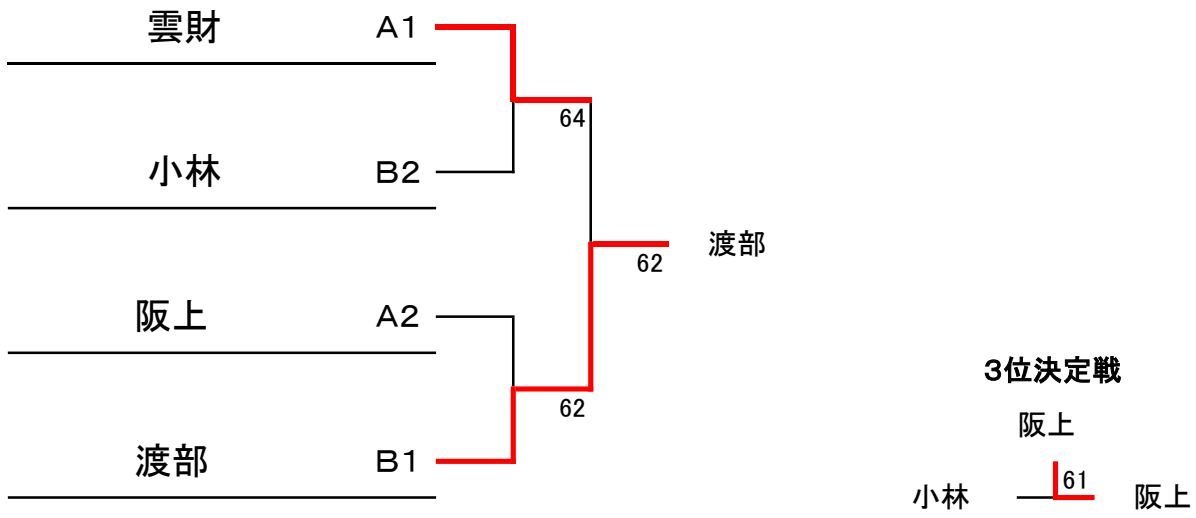 雲財 A1
64
小林 B2
62 渡部
阪上 A2
3位決定戦
62
阪上
渡部 B1
61
小林 阪上